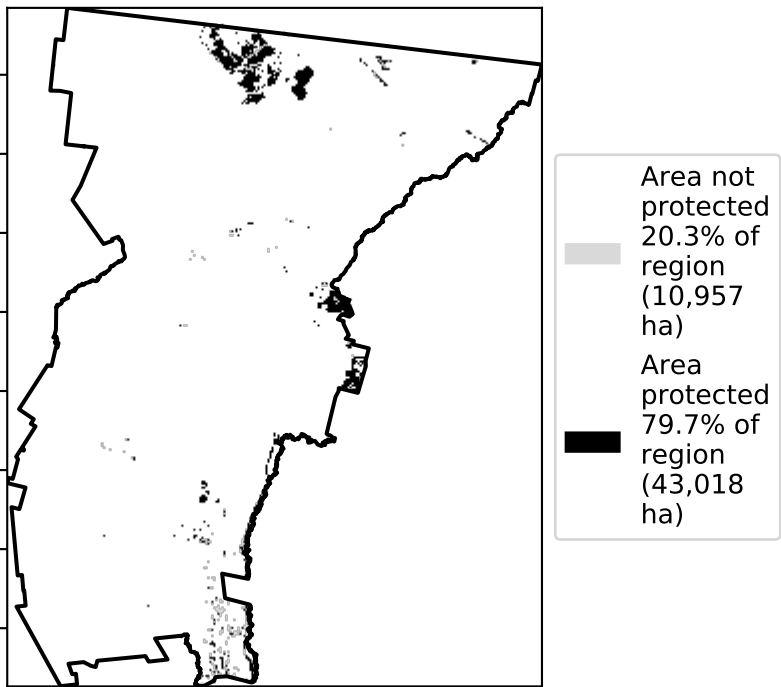 Area not
protected
20.3% of
region
(10,957
ha)
Area
protected
79.7% of
region
(43,018
ha)